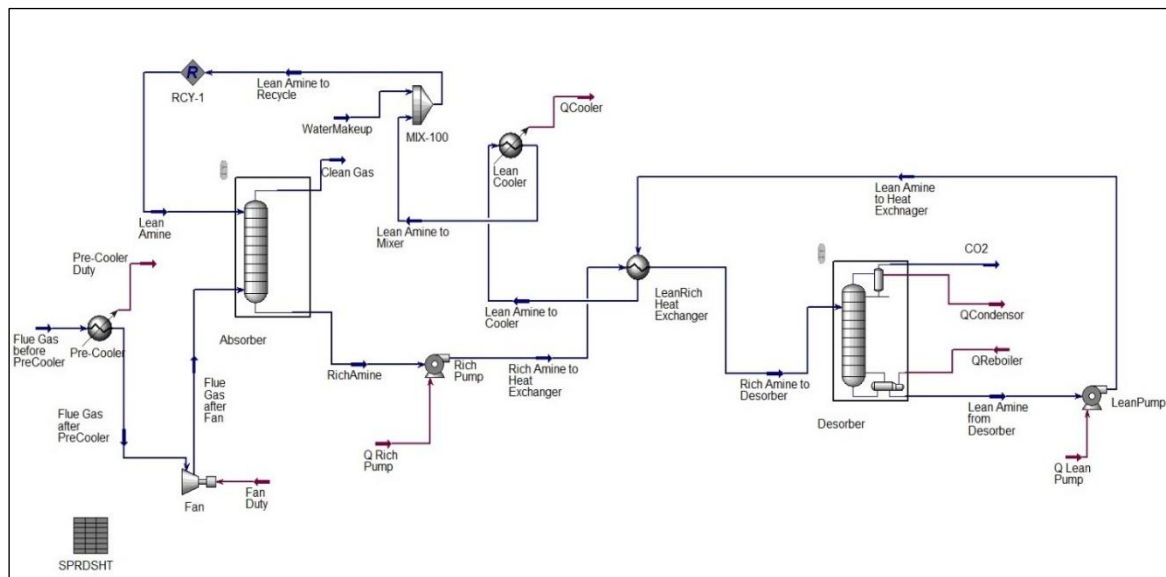 R
RCY-1
Lean Amine to
Recycle
WaterMakeup
MIX-100
QCooler
Lean
Cooler
Clean Gas
Lean
Amine
Lean Amine to
Mixer
Lean Amine
to Heat
Exchnager
CO2
Pre-Cooler
Duty
Flue Gas
before
PreCooler
Pre-Cooler
Absorber
Lean Amine to
Cooler
LeanRich
Heat
Exchanger
QCondensor
QReboiler
RichAmine
Rich
Pump
Rich Amine to
Heat
Exchanger
Rich Amine to
Desorber
Desorber
Lean Amine
from
Desorber
LeanPump
Flue
Gas
after
Fan
Flue Gas
after
PreCooler
Q Rich
Pump
Q Lean
Pump
Fan
Fan
Duty
SPRDSHT